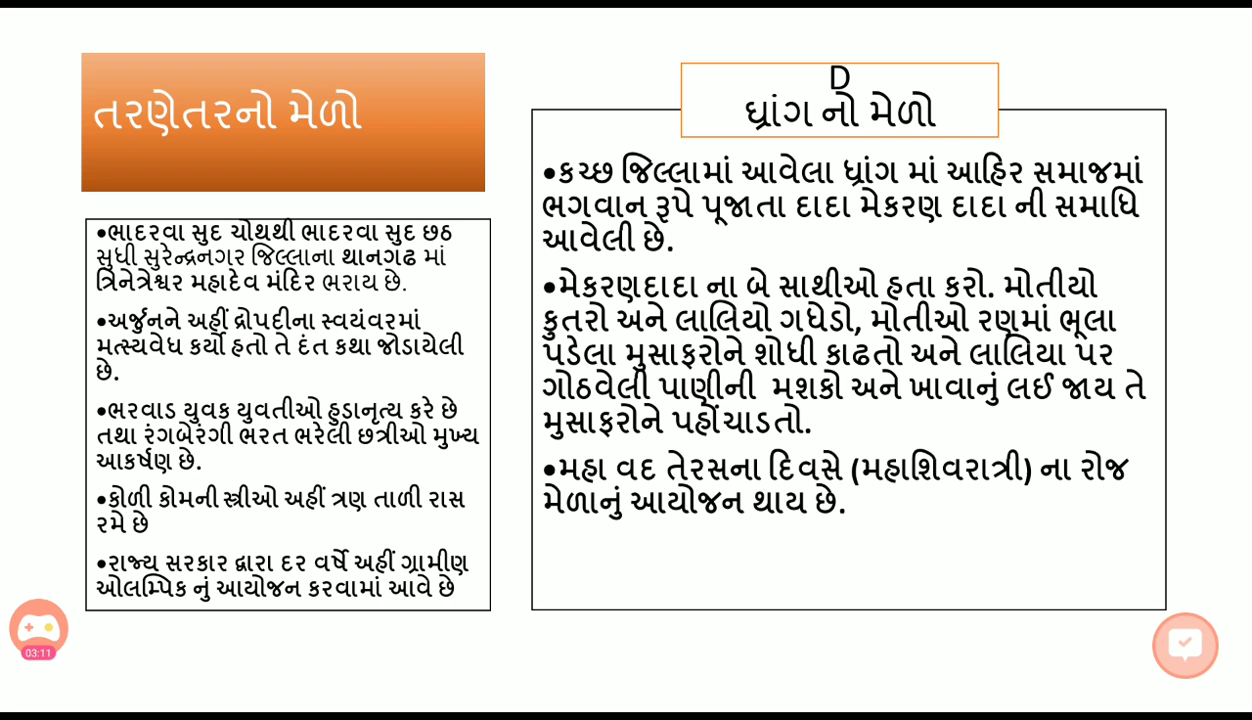 તરણેતરનો મેળો
•ભાદરવા સુદ ચોથથી ભાદરવા સુદ છઠ
સુધી સુરેન્દ્રનગર જિલ્લાના થાનગઢ માં
ત્રિનેત્રેશ્વર મહાદેવ મંદિર ભરાય છે.
•અર્જુનને અહીં દ્રોપદીના સ્વયંવરમાં
મત્સ્યવેધ કર્યો હતો તે દંત કથા જોડાયેલી
છે.
•ભરવાડ યુવક યુવતીઓ હુડાનૃત્ય કરે છે
તથા રંગબેરંગી ભરત ભરેલી છત્રીઓ મુખ્ય
આકર્ષણ છે.
•કોળી કોમની સ્ત્રીઓ અહીં ત્રણ તાળી રાસ
રમે છે
•રાજ્ય સરકાર દ્વારા દર વર્ષે અહીં ગ્રામીણ
ઓલમ્પિક નું આયોજન કરવામાં આવે છે
D
ધ્રાંગ નો મેળો
•કચ્છ જિલ્લામાં આવેલા ધ્રાંગ માં આહિર સમાજમાં
ભગવાન રૂપે પૂજાતા દાદા મેકરણ દાદા ની સમાધિ
આવેલી છે.
•મેકરણદાદા ના બે સાથીઓ હતા કરો. મોતીયો
કુતરો અને લાલિયો ગધેડો, મોતીઓ રણમાં ભૂલા
પડેલા મુસાફરોને શોધી કાઢતો અને લાલિયા પર
ગોઠવેલી પાણીની મશકો અને ખાવાનું લઈ જાય તે
મુસાફરોને પહોંચાડતો.
•મહા વદ તેરસના દિવસે (મહાશિવરાત્રી) ના રોજ
મેળાનું આયોજન થાય છે.
03:11